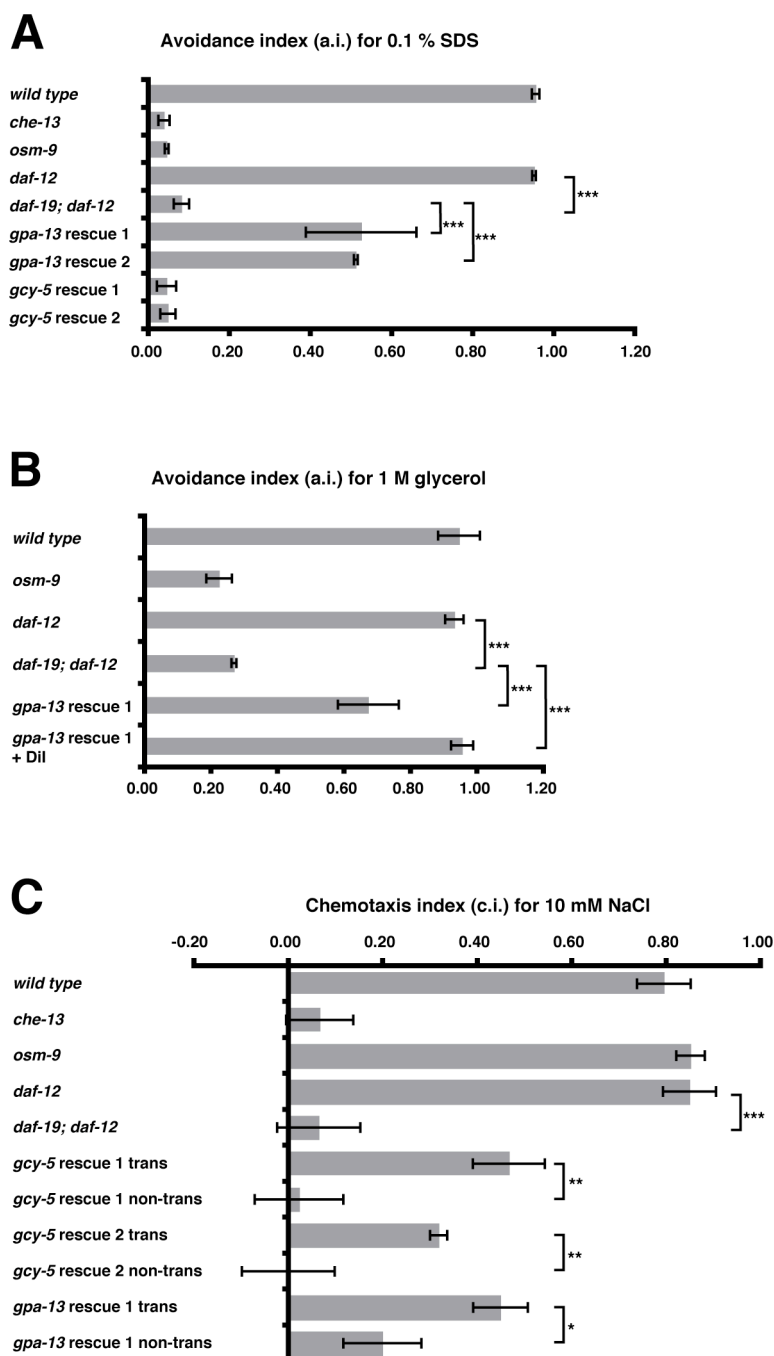 A
Avoidance index (a.i.) for 0.1 % SDS
wild type
che-13
osm-9
daf-12
***
daf-19; daf-12
gpa-13 rescue 1
***
***
gpa-13 rescue 2
gcy-5 rescue 1
gcy-5 rescue 2
0.00 0.20 0.40 0.60 0.80 1.00 1.20
B
Avoidance index (a.i.) for 1 M glycerol
wild type
osm-9
daf-12
***
daf-19; daf-12
***
gpa-13 rescue 1
***
gpa-13 rescue 1
+ DiI
0.00 0.20 0.40 0.60 0.80 1.00 1.20
C
Chemotaxis index (c.i.) for 10 mM NaCl
-0.20 0.00 0.20 0.40 0.60 0.80 1.00
wild type
che-13
osm-9
daf-12
***
daf-19; daf-12
gcy-5 rescue 1 trans
**
gcy-5 rescue 1 non-trans
gcy-5 rescue 2 trans
**
gcy-5 rescue 2 non-trans
gpa-13 rescue 1 trans
*
gpa-13 rescue 1 non-trans